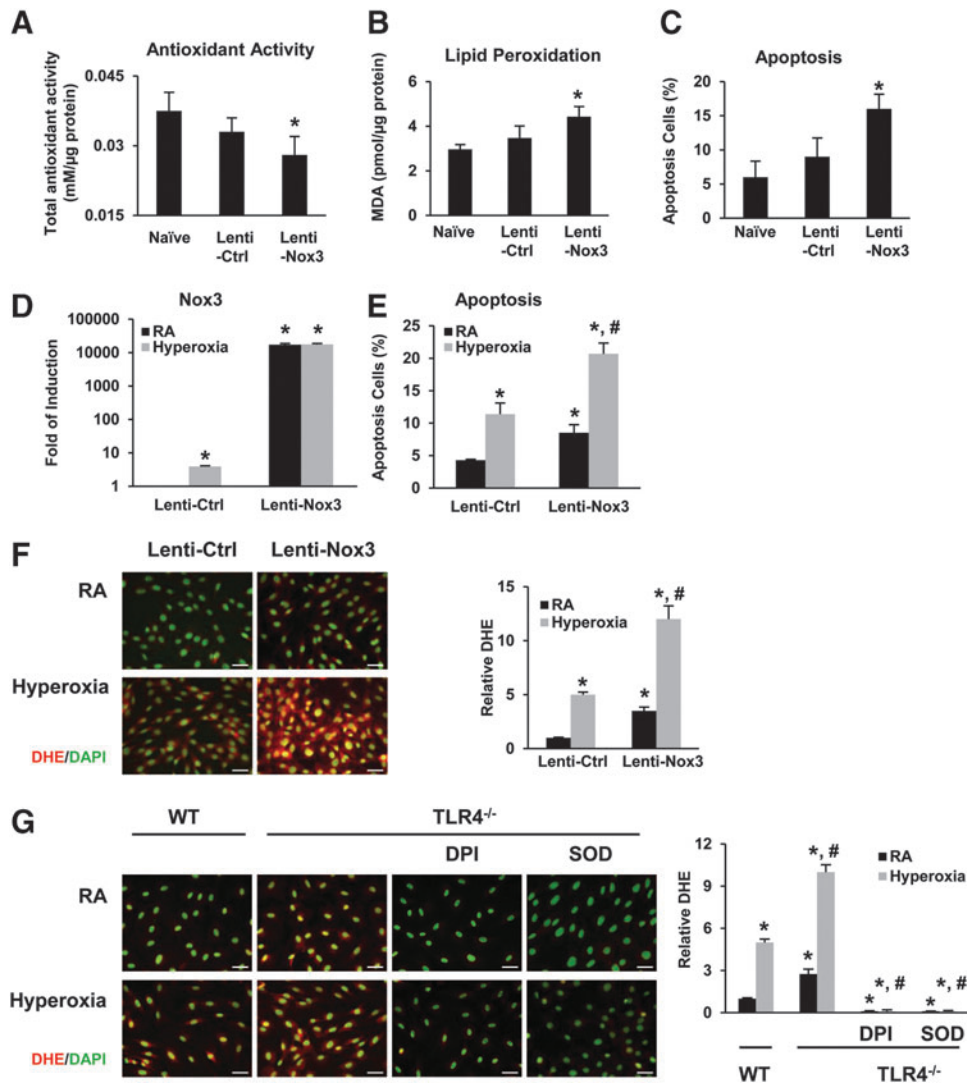 A
Antioxidant Activity
Total antioxidant activity
(mM/µg protein)
0.045
0.03
0.015
*
Naïve
Lenti
-Ctrl
Lenti
-Nox3
B
Lipid Peroxidation
MDA (pmol/µg protein)
6
4
2
0
*
Naïve
Lenti
-Ctrl
Lenti
-Nox3
C
Apoptosis
Apoptosis Cells (%)
20
15
10
5
0
*
Naïve
Lenti
-Ctrl
Lenti
-Nox3
D
Nox3
Fold of Induction
100000
10000
1000
100
10
1
RA
Hyperoxia
*
* *
Lenti-Ctrl
Lenti-Nox3
E
Apoptosis
Apoptosis Cells (%)
25
20
15
10
5
0
RA
Hyperoxia
*
*
*, #
Lenti-Ctrl
Lenti-Nox3
F
Lenti-Ctrl
Lenti-Nox3
RA
Hyperoxia
DHE/DAPI
Relative DHE
15
10
5
0
RA
Hyperoxia
*
*
*, #
Lenti-Ctrl
Lenti-Nox3
G
WT
TLR4-/-
DPI
SOD
RA
Hyperoxia
DHE/DAPI
Relative DHE
12
9
6
3
0
RA
Hyperoxia
*
*
*, #
*
*, #
*
*, #
DPI
SOD
WT
TLR4-/-